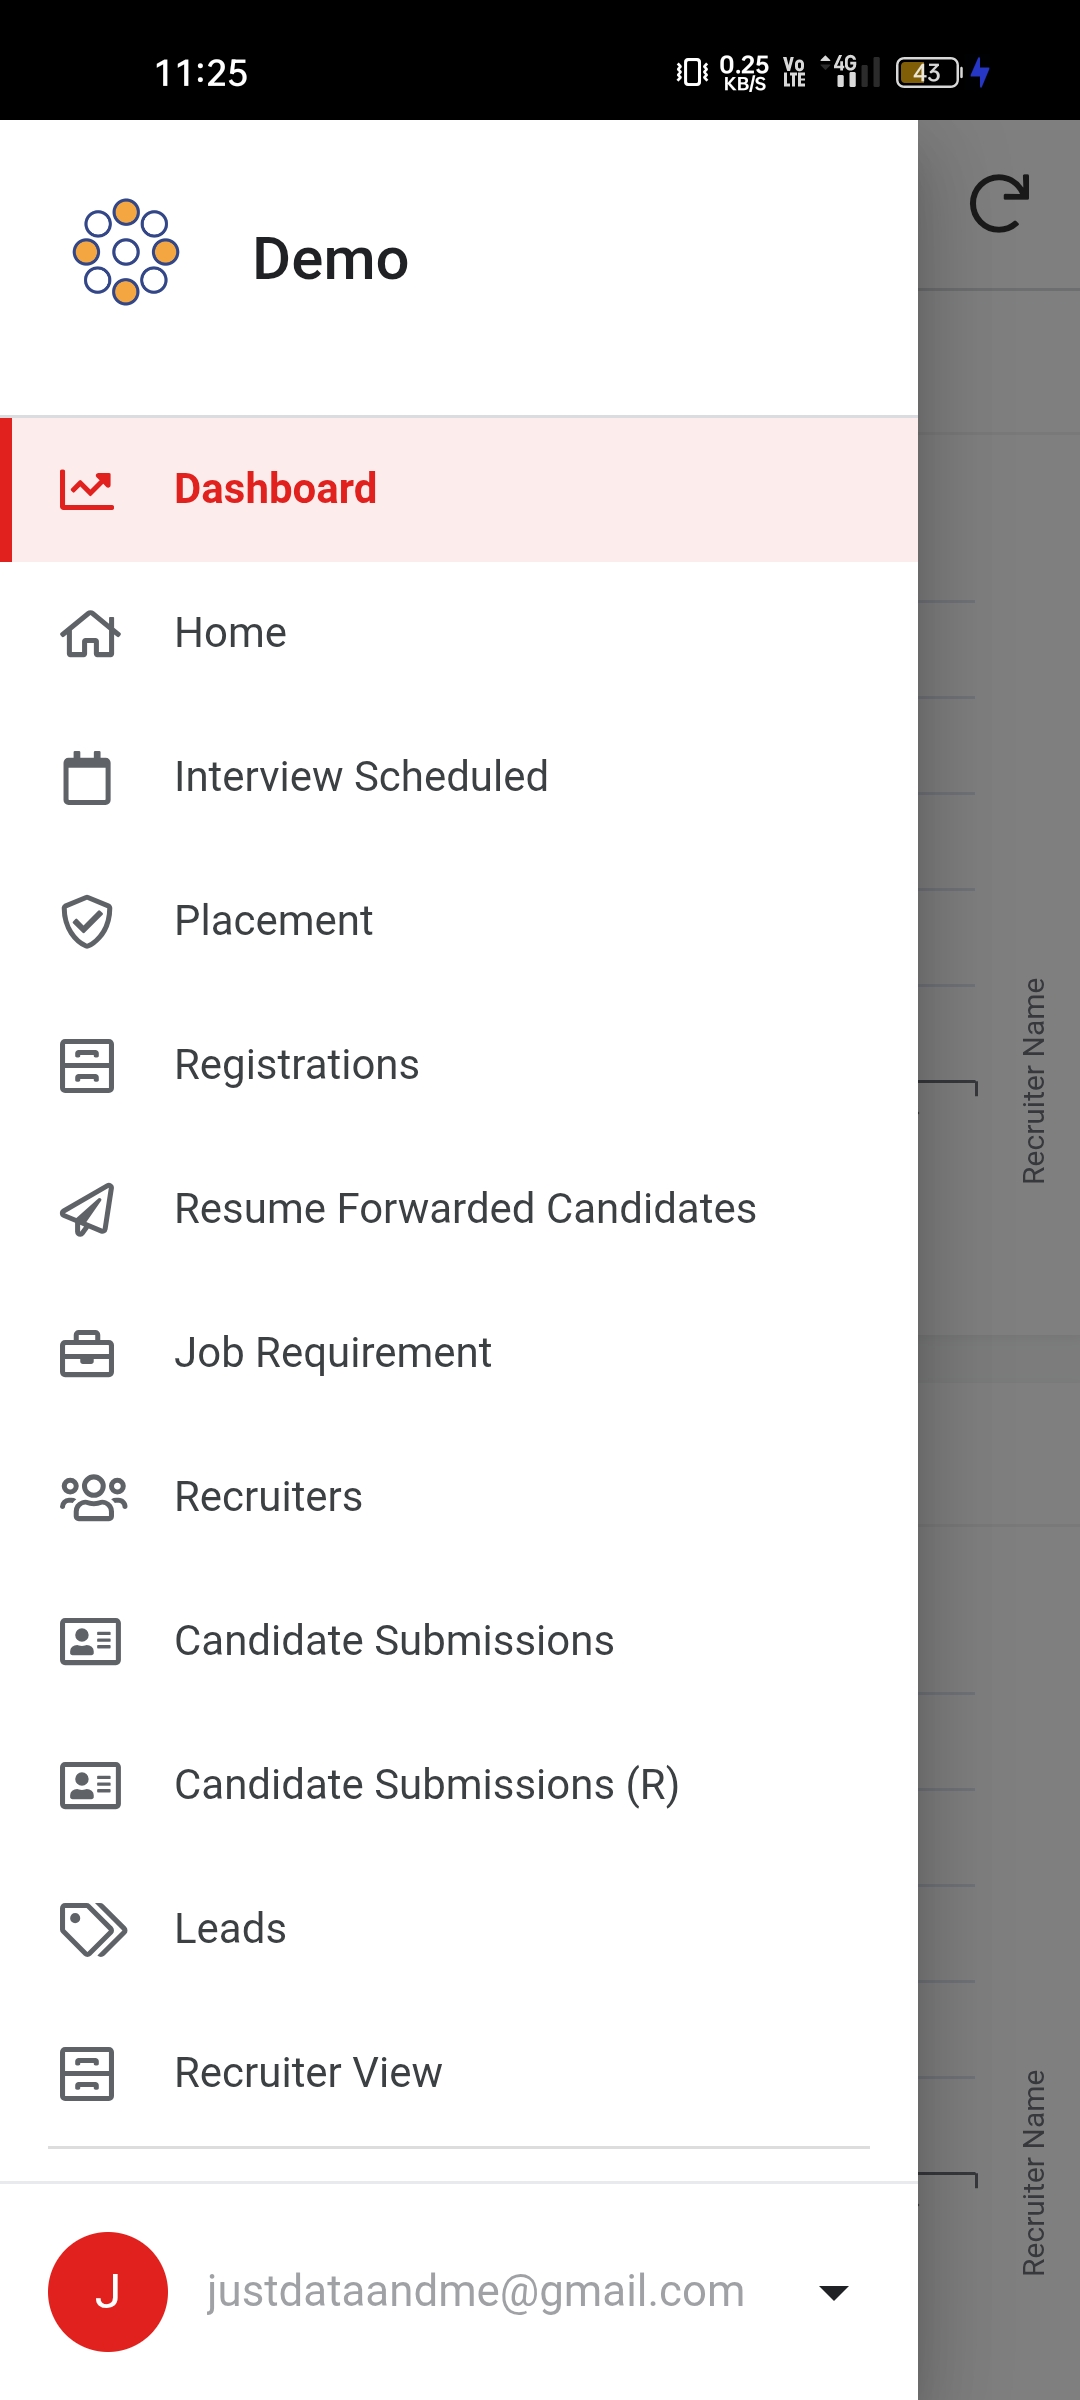 11:25
0.25
KB/S
Vo
LTE
4G
43
Demo
Dashboard
Home
Interview Scheduled
Placement
Registrations
Resume Forwarded Candidates
Job Requirement
Recruiters
Candidate Submissions
Candidate Submissions (R)
Leads
Recruiter View
J
justdataandme@gmail.com
Recruiter Name
Recruiter Name